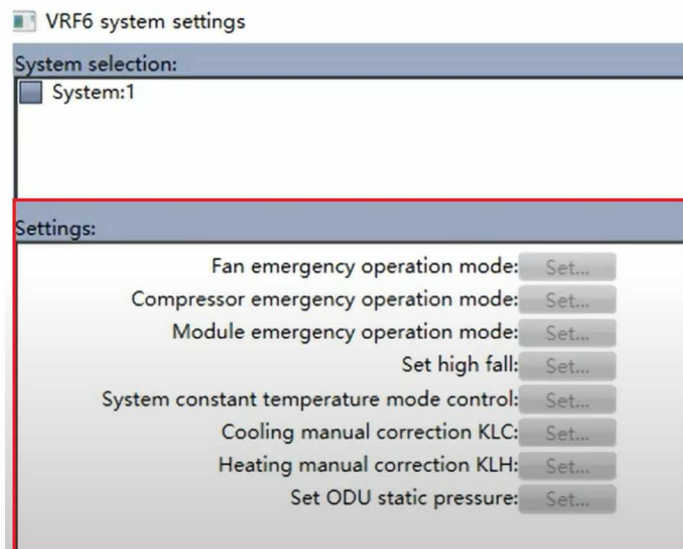 VRF6 system settings
System selection:
System:1
Settings:
Fan emergency operation mode: Set...
Compressor emergency operation mode: Set...
Module emergency operation mode: Set...
Set high fall: Set...
System constant temperature mode control: Set...
Cooling manual correction KLC: Set...
Heating manual correction KLH: Set...
Set ODU static pressure: Set...